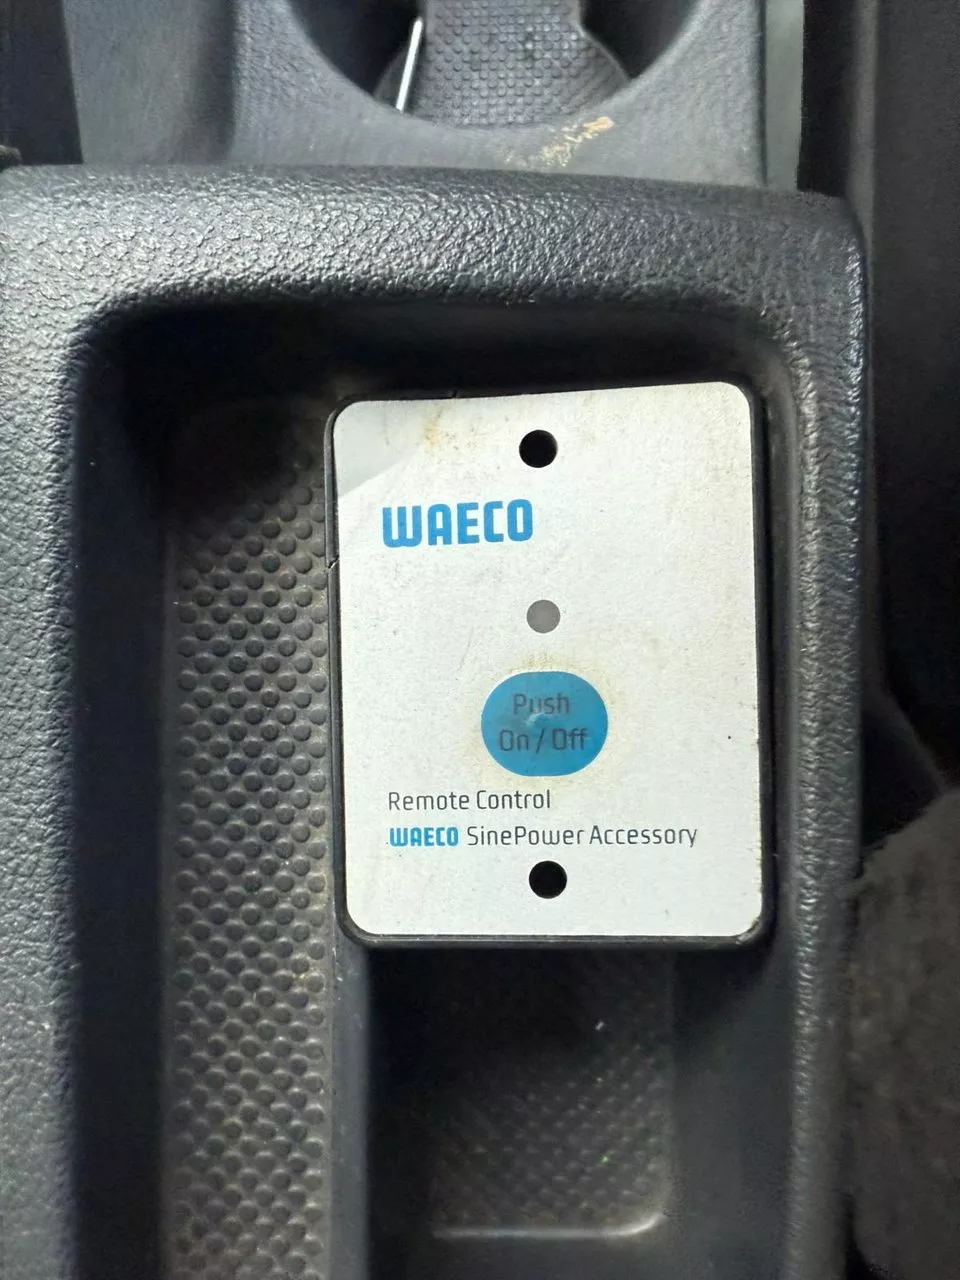 WAECO
Push
On / Off
Remote Control
WAECO SinePower Accessory